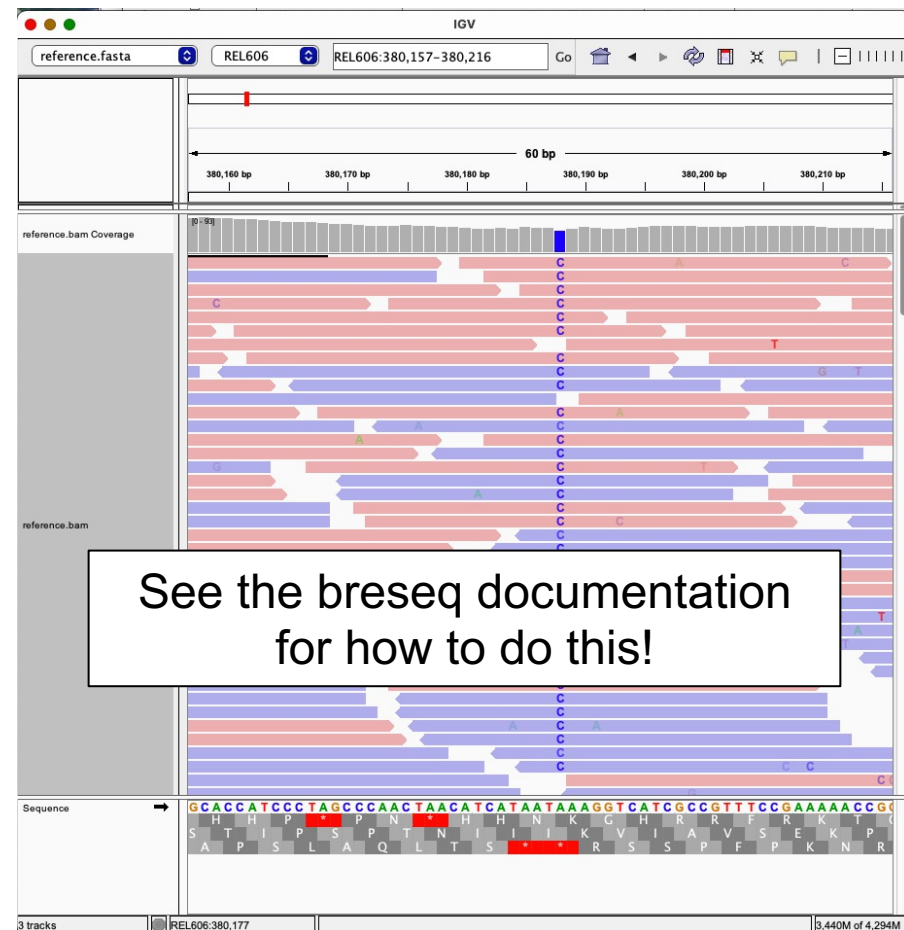 IGV
reference.fasta REL606 REL606:380,157-380,216 Go
60 bp
380,160 bp 380,170 bp 380,180 bp 380,190 bp 380,200 bp 380,210 bp
reference.bam Coverage [0 - 93]
C A C
C
C
C C
C
C
T
C
C G T
C
C A
A C
A C
C
G C T
C
A C
C
C C
C
C
reference.bam
See the breseq documentation
for how to do this!
T
A
C
C
C
A C A
C
C
C C C
C
Sequence GCACCATCCCTAGCCCAACTAACATCATAATAAAGGTCATCGCCGTTTCCGAAAAACCG
H H P * P N * H H N K G H R R F R K T
S T I P S P T N I I I K V I A V S E K P
A P S L A Q L T S * * R S S P F P K N R
3 tracks REL606:380,177 3,440M of 4,294M